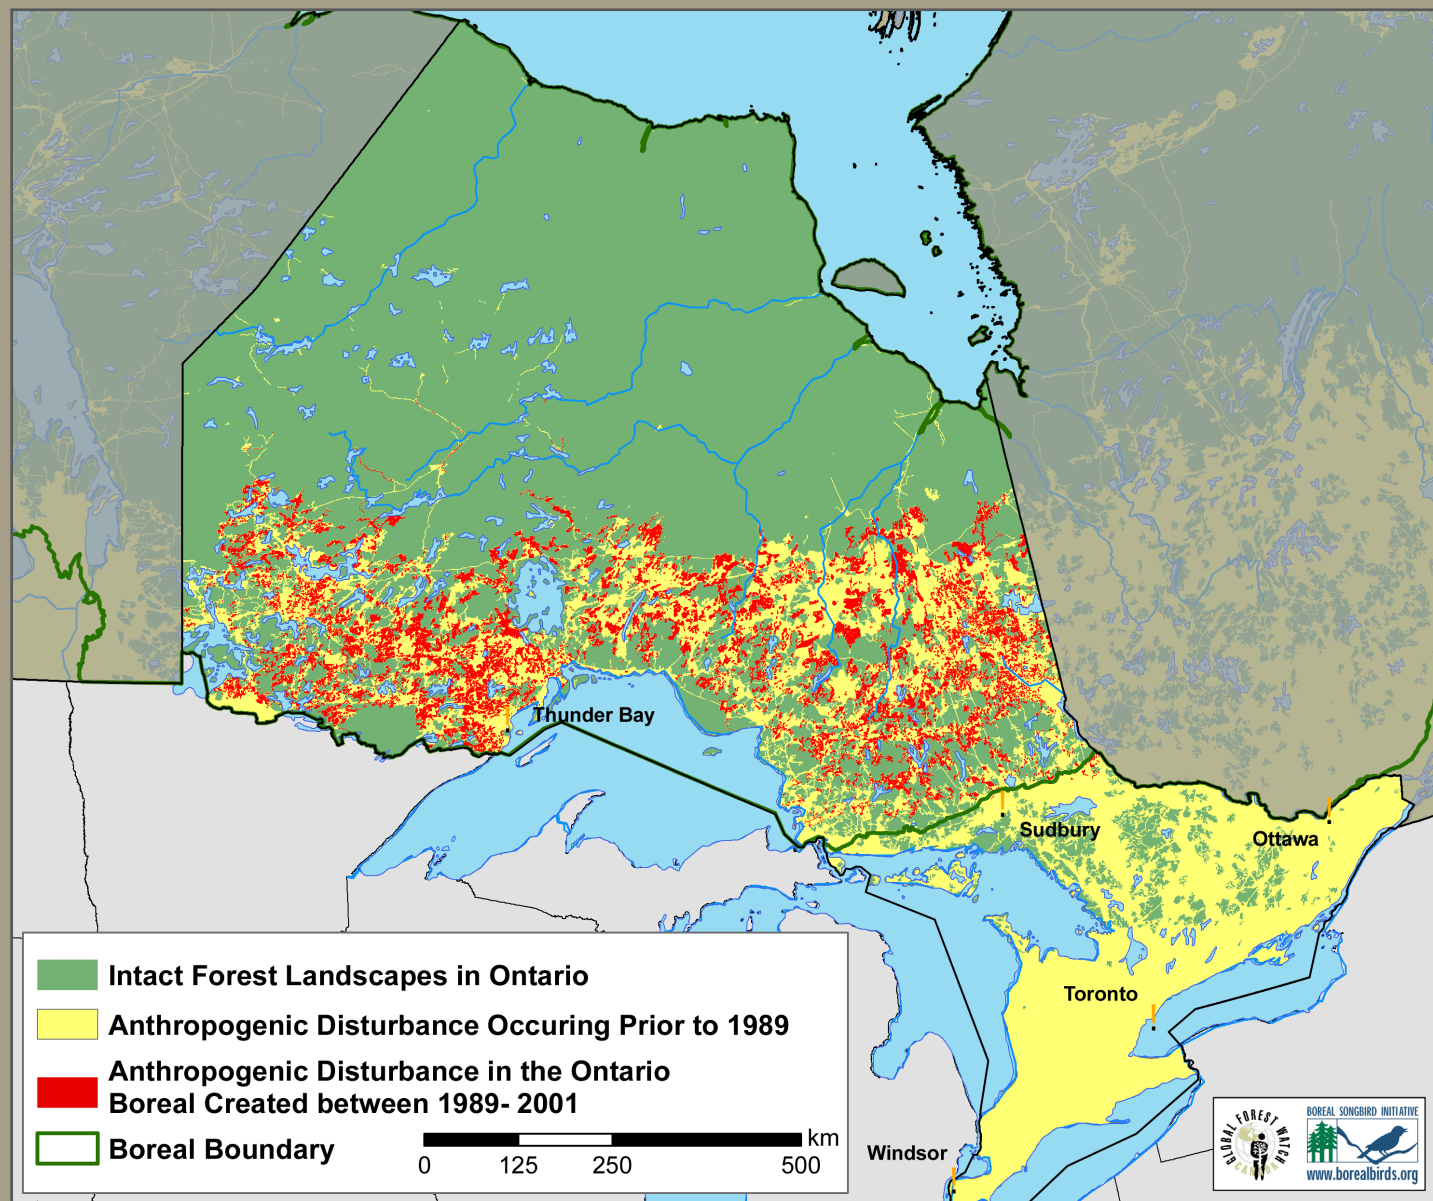 Thunder Bay
Sudbury
Ottawa
Toronto
Windsor
Intact Forest Landscapes in Ontario
Anthropogenic Disturbance Occuring Prior to 1989
Anthropogenic Disturbance in the Ontario
Boreal Created between 1989- 2001
Boreal Boundary
km
0 125 250 500
GLOBAL FOREST WATCH
CANADA
BOREAL SONGBIRD INITIATIVE
www.borealbirds.org